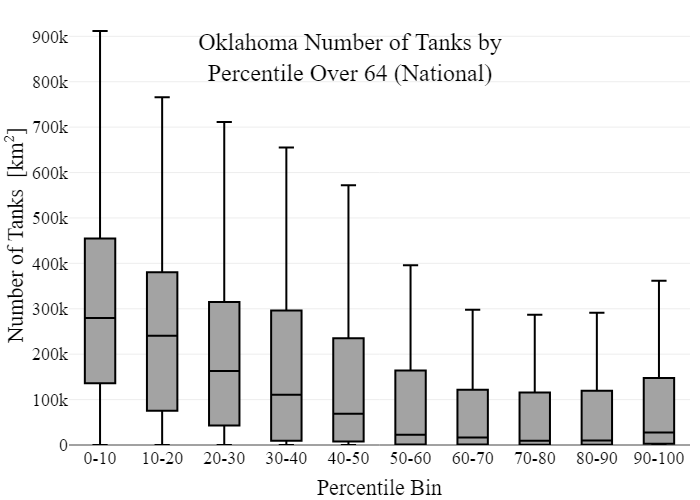 Oklahoma Number of Tanks by
Percentile Over 64 (National)
Number of Tanks [km²]
900k
800k
700k
600k
500k
400k
300k
200k
100k
0
0-10 10-20 20-30 30-40 40-50 50-60 60-70 70-80 80-90 90-100
Percentile Bin